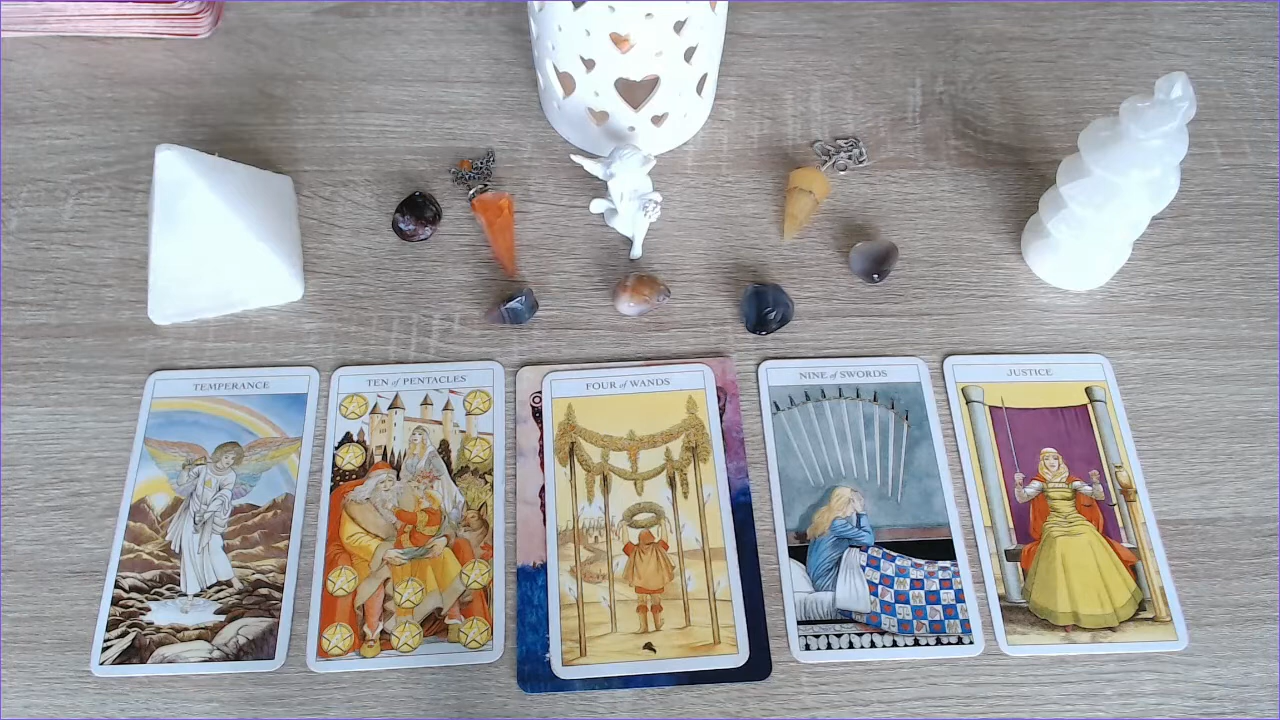 TEMPERANCE
TEN of PENTACLES
FOUR of WANDS
NINE of SWORDS
JUSTICE